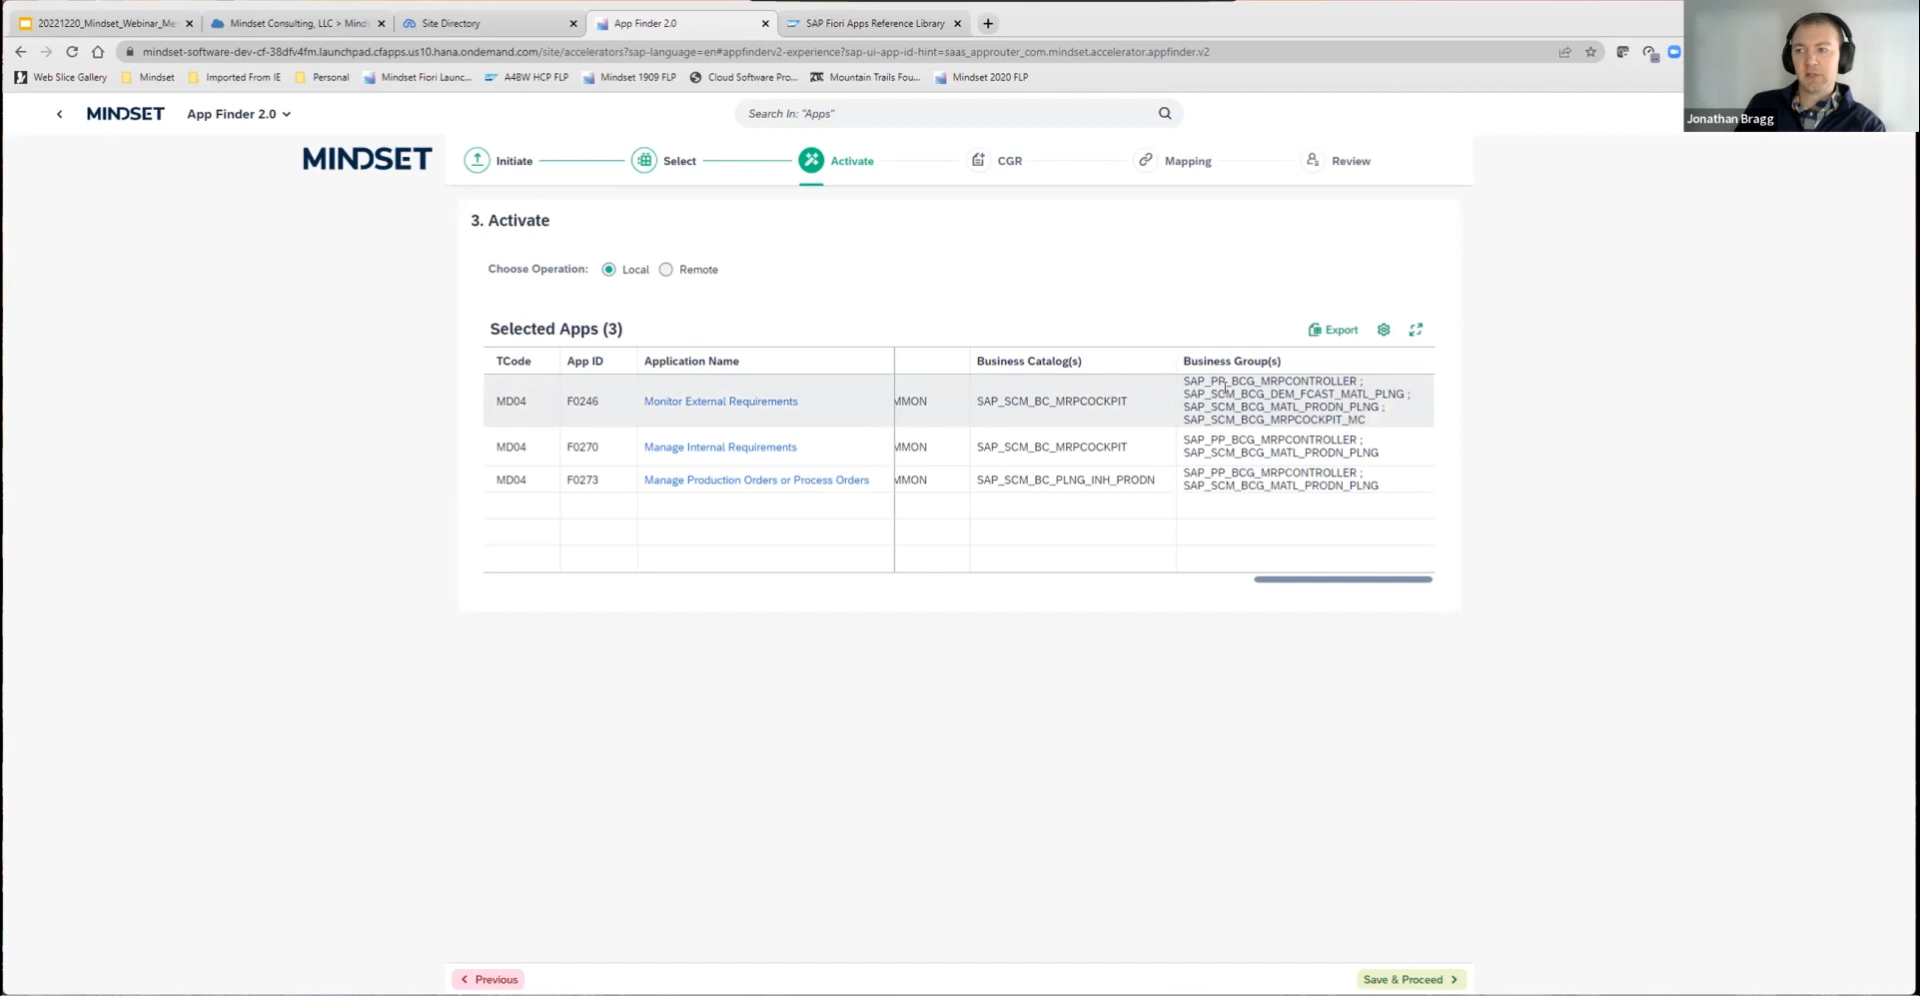 20221220_Mindset_Webinar_Me
Mindset Consulting, LLC > Minds
Site Directory
App Finder 2.0
SAP Fiori Apps Reference Library
mindset-software-dev-cf-38dfv4fm.launchpad.cfapps.us10.hana.ondemand.com/site/accelerators?sap-language=en#appfinderv2-experience?sap-ui-app-id-hint=saas_approuter_com.mindset.accelerator.appfinder.v2
Web Slice Gallery
Mindset
Imported From IE
Personal
Mindset Fiori Launc...
A4BW HCP FLP
Mindset 1909 FLP
Cloud Software Pro...
Mountain Trails Fou...
Mindset 2020 FLP
MINDSET
App Finder 2.0
Search In: "Apps"
Jonathan Bragg
MINDSET
Initiate
Select
Activate
CGR
Mapping
Review
3. Activate
Choose Operation: Local Remote
Selected Apps (3)
Export
TCode App ID Application Name Business Catalog(s) Business Group(s)
MD04 F0246 Monitor External Requirements MMON SAP_SCM_BC_MRPCOCKPIT
SAP_PP_BCG_MRPCONTROLLER ;
SAP_SCM_BCG_DEM_FCAST_MATL_PLNG ;
SAP_SCM_BCG_MATL_PRODN_PLNG ;
SAP_SCM_BCG_MRPCOCKPIT_MC
MD04 F0270 Manage Internal Requirements MMON SAP_SCM_BC_MRPCOCKPIT
SAP_PP_BCG_MRPCONTROLLER ;
SAP_SCM_BCG_MATL_PRODN_PLNG
MD04 F0273 Manage Production Orders or Process Orders MMON SAP_SCM_BC_PLNG_INH_PRODN
SAP_PP_BCG_MRPCONTROLLER ;
SAP_SCM_BCG_MATL_PRODN_PLNG
Previous
Save & Proceed